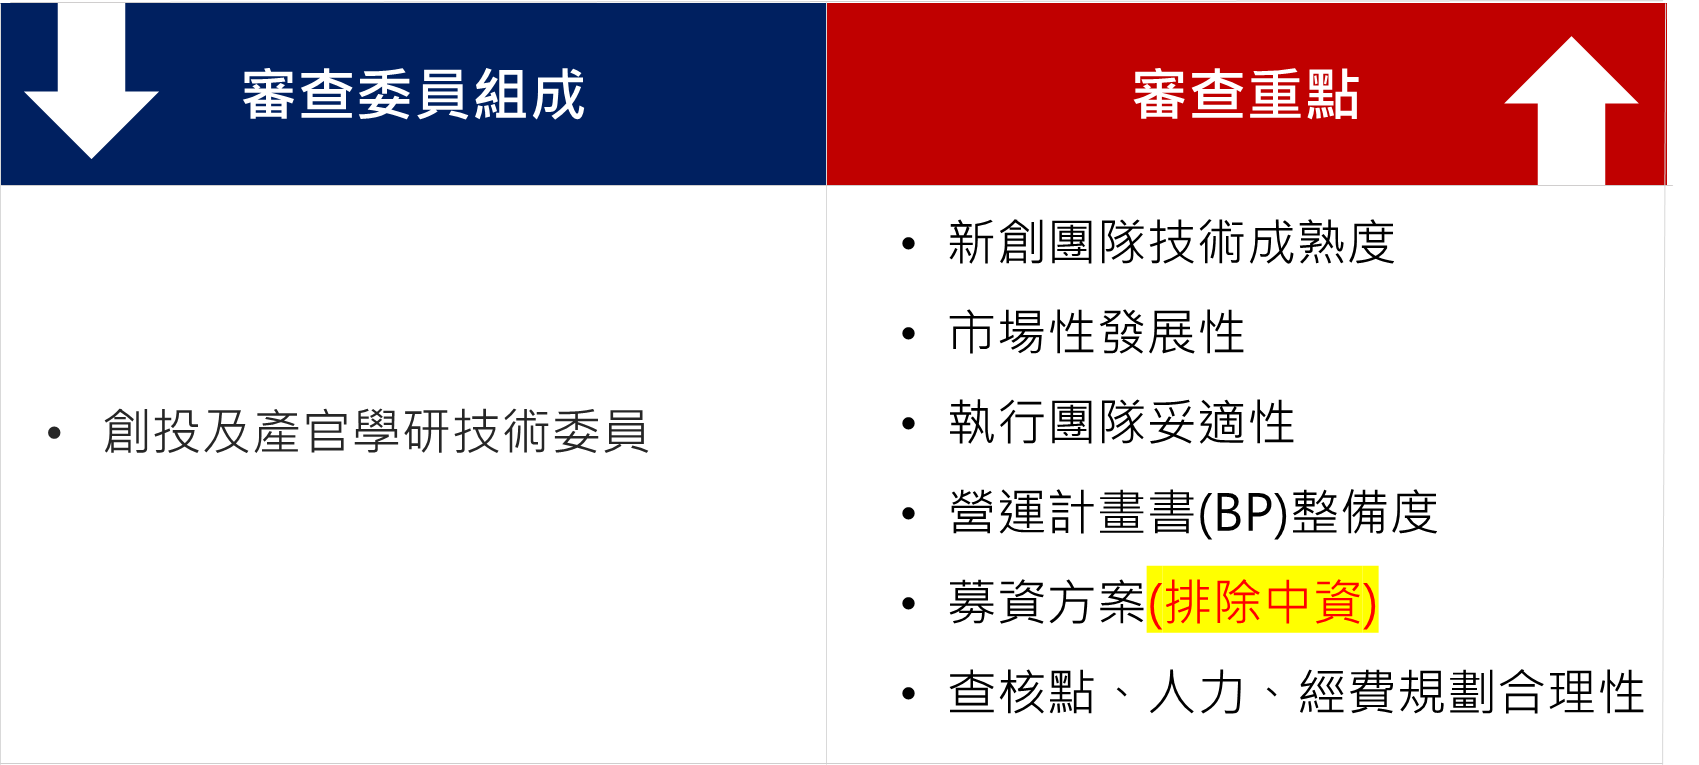 審查委員組成
審查重點
• 創投及產官學研技術委員
• 新創團隊技術成熟度
• 市場性發展性
• 執行團隊妥適性
• 營運計畫書(BP)整備度
• 募資方案(排除中資)
• 查核點、人力、經費規劃合理性